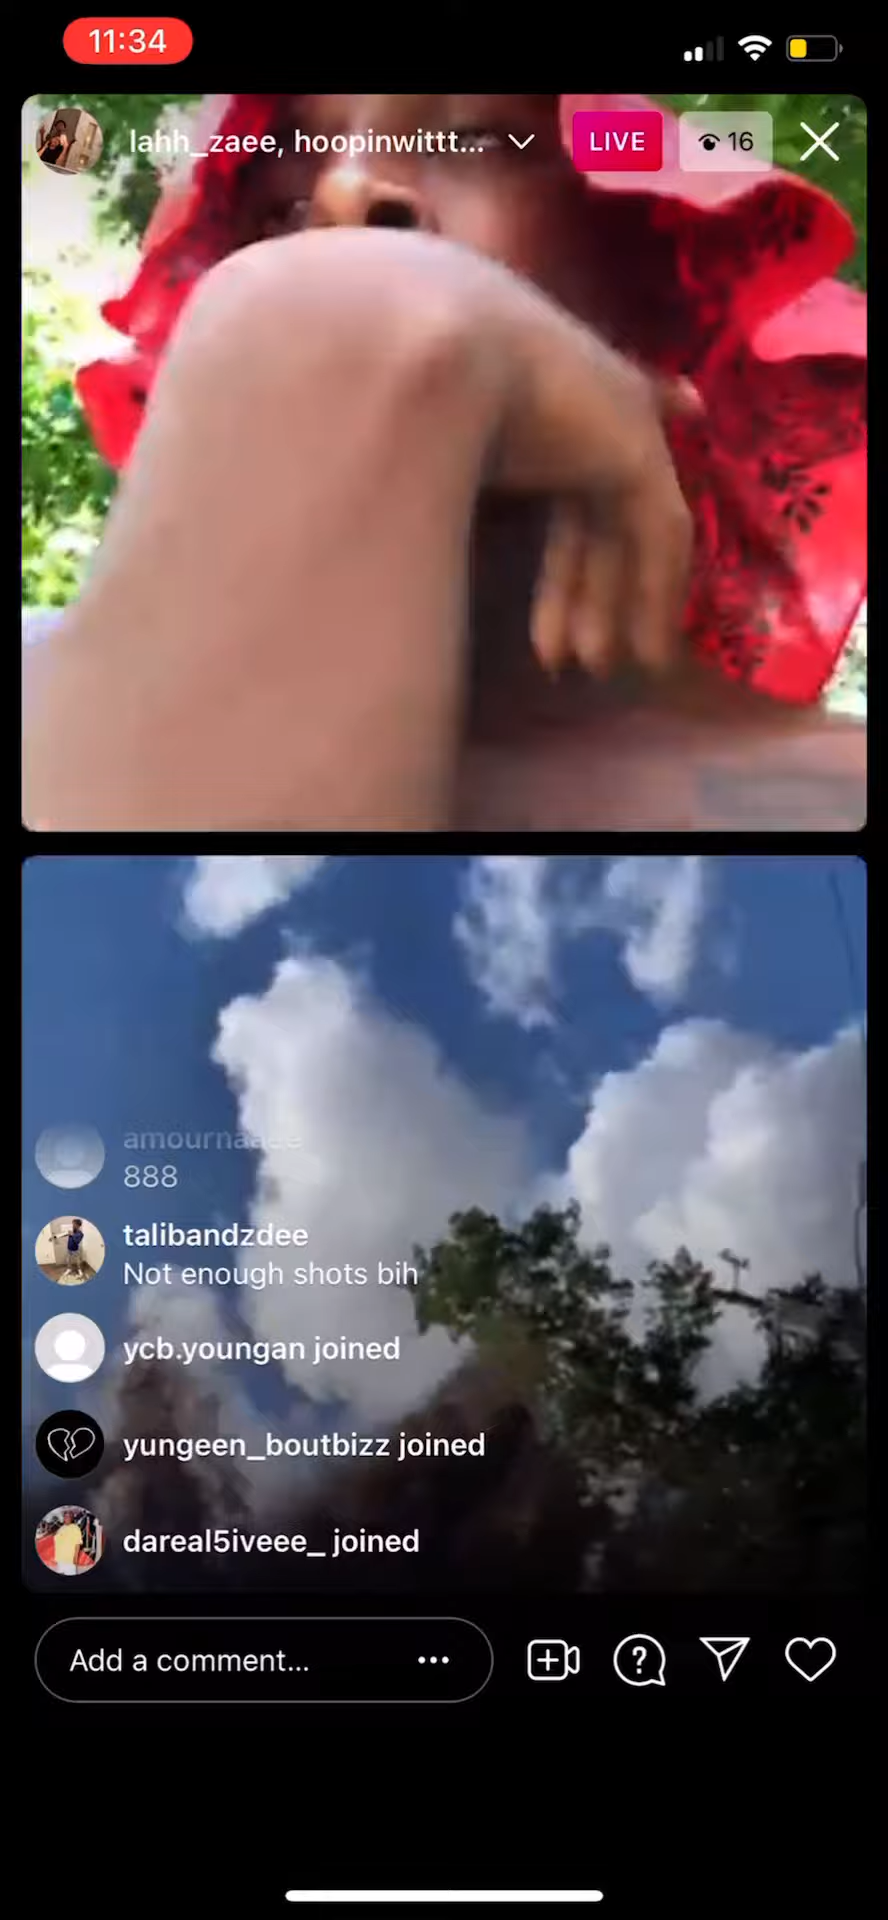 11:34
lahh_zaee, hoopinwittt...
LIVE
16
amournaaee
888
talibandzdee
Not enough shots bih
ycb.youngan joined
yungeen_boutbizz joined
dareal5iveee_ joined
Add a comment...